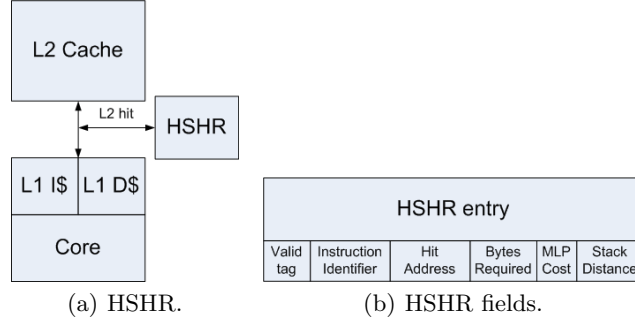 L2 Cache
L2 hit
HSHR
L1 I$ L1 D$
Core
(a) HSHR.
HSHR entry
Valid tag
Instruction Identifier
Hit Address
Bytes Required
MLP Cost
Stack Distance
(b) HSHR fields.